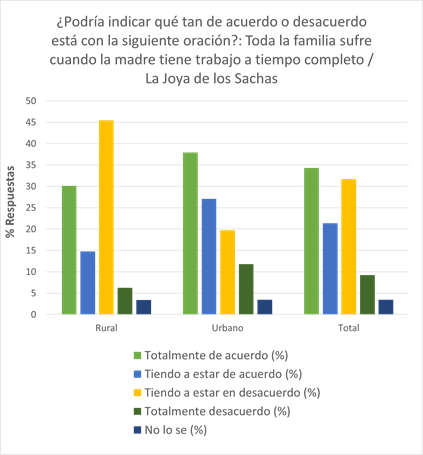 ¿Podría indicar qué tan de acuerdo o desacuerdo
está con la siguiente oración?: Toda la familia sufre
cuando la madre tiene trabajo a tiempo completo /
La Joya de los Sachas
50
45
40
35
30
25
20
15
10
5
0
% Respuestas
Rural
Urbano
Total
Totalmente de acuerdo (%)
Tiendo a estar de acuerdo (%)
Tiendo a estar en desacuerdo (%)
Totalmente desacuerdo (%)
No lo se (%)